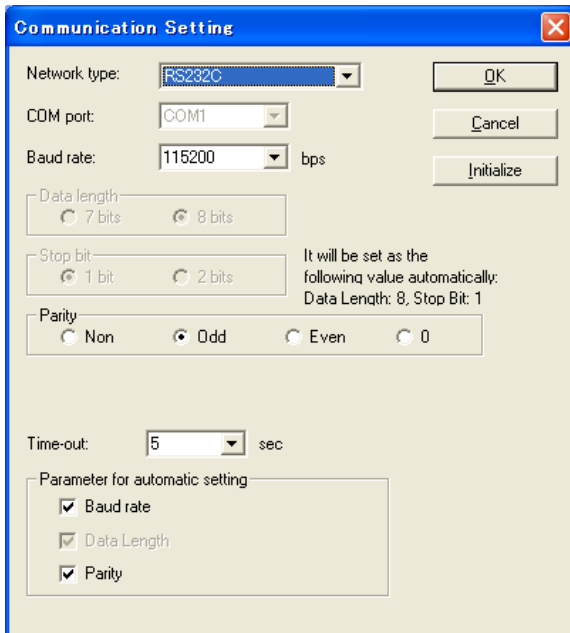 Communication Setting
Network type: RS232C
OK
COM port: COM1
Cancel
Baud rate: 115200 bps
Initialize
Data length
7 bits 8 bits
Stop bit
1 bit 2 bits
It will be set as the
following value automatically:
Data Length: 8, Stop Bit: 1
Parity
Non Odd Even 0
Time-out: 5 sec
Parameter for automatic setting
Baud rate
Data Length
Parity